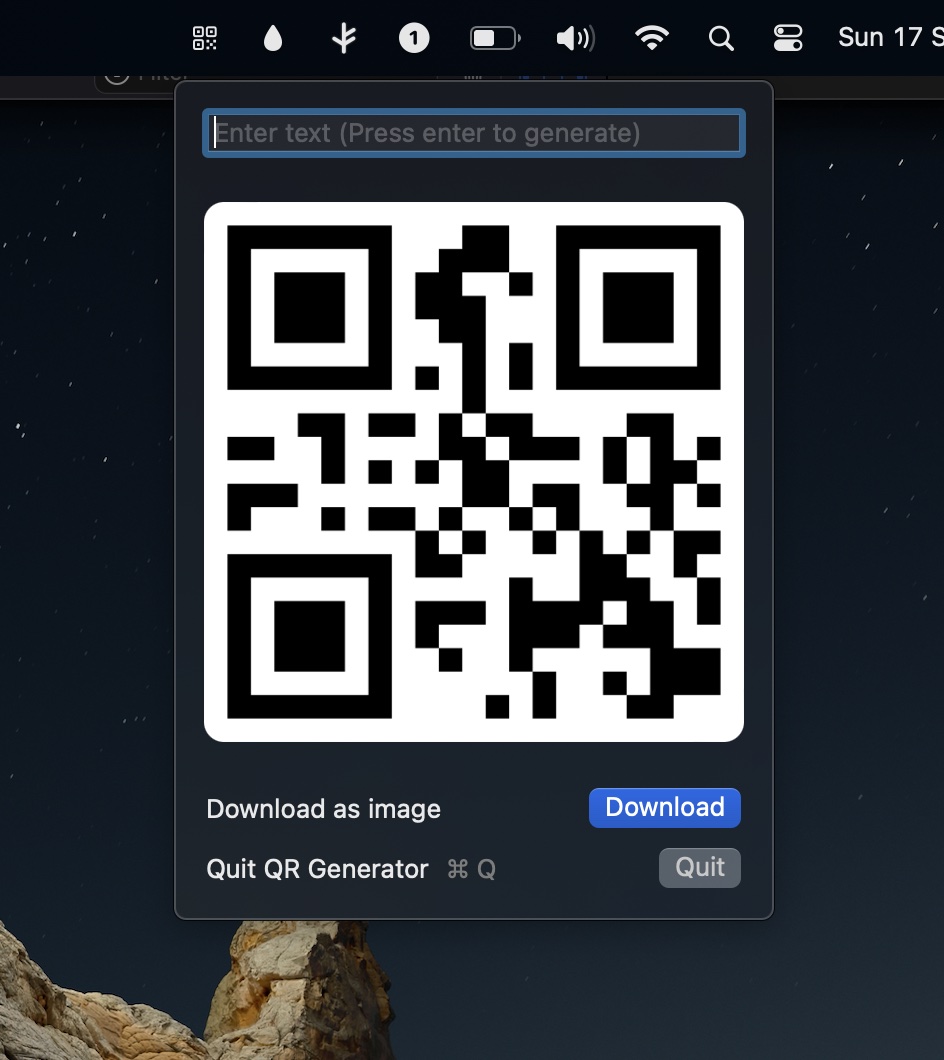 1
Sun 17 S
Filter
Enter text (Press enter to generate)
Download as image
Download
Quit QR Generator ⌘ Q
Quit